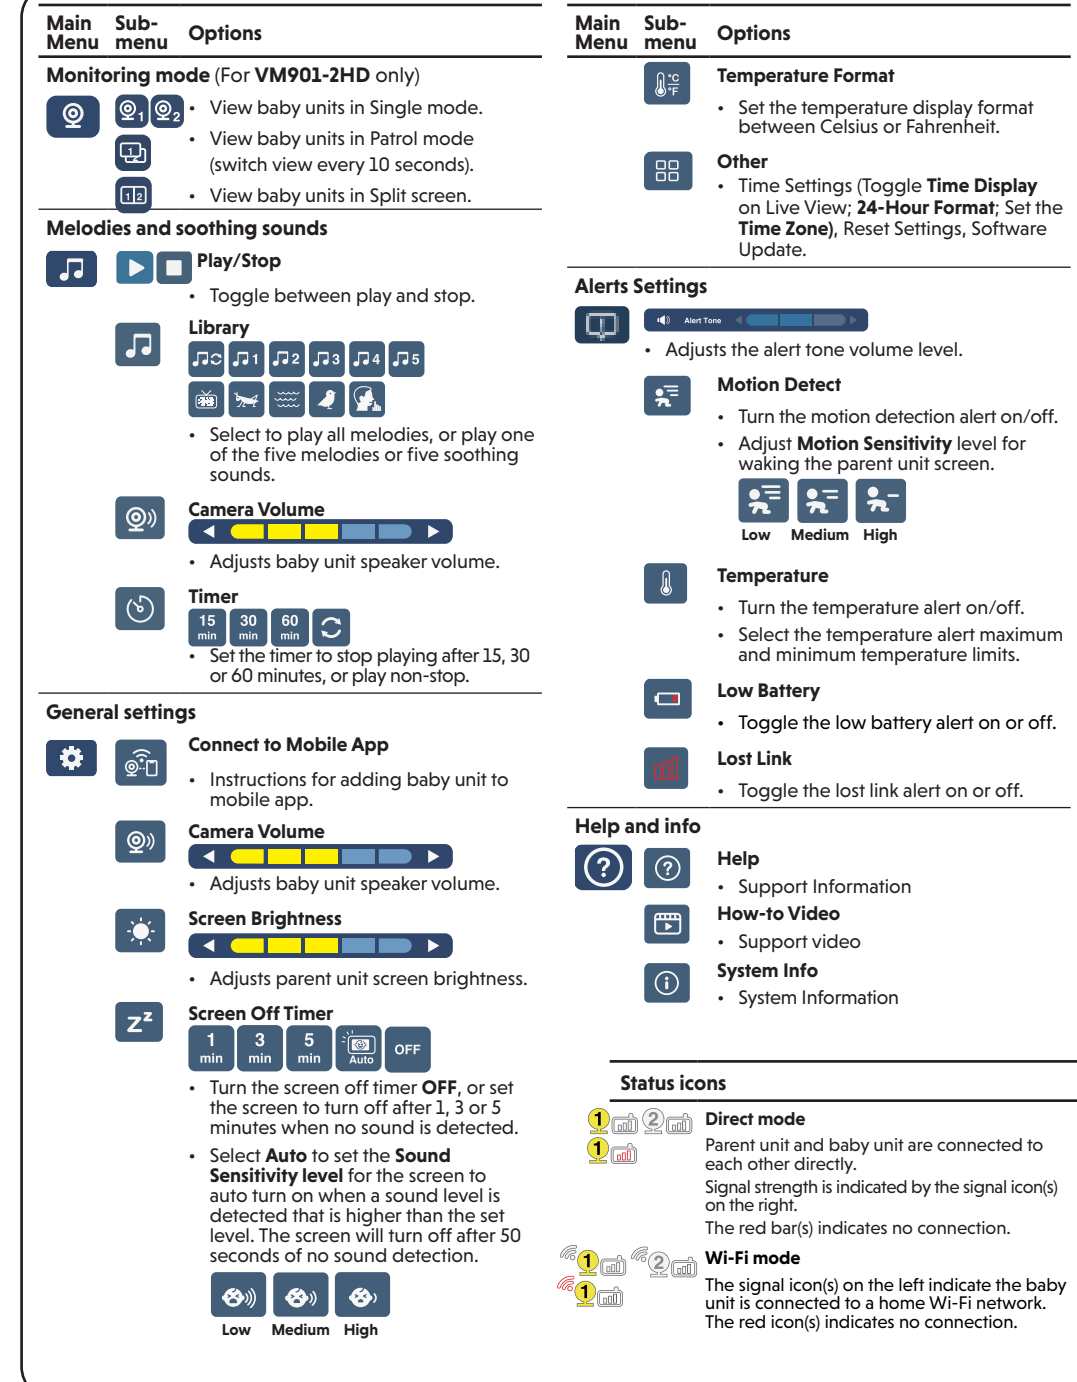 Main Menu
Sub-menu
Options
Monitoring mode (For VM901-2HD only)
1
2
• View baby units in Single mode.
1
• View baby units in Patrol mode
(switch view every 10 seconds).
1 2
• View baby units in Split screen.
Melodies and soothing sounds
Play/Stop
• Toggle between play and stop.
Library
1
2
3
4
5
• Select to play all melodies, or play one
of the five melodies or five soothing
sounds.
Camera Volume
• Adjusts baby unit speaker volume.
Timer
15 min
30 min
60 min
• Set the timer to stop playing after 15, 30
or 60 minutes, or play non-stop.
General settings
Connect to Mobile App
• Instructions for adding baby unit to
mobile app.
Camera Volume
• Adjusts baby unit speaker volume.
Screen Brightness
• Adjusts parent unit screen brightness.
zz
Screen Off Timer
1 min
3 min
5 min
Auto
OFF
• Turn the screen off timer OFF, or set
the screen to turn off after 1, 3 or 5
minutes when no sound is detected.
• Select Auto to set the Sound
Sensitivity level for the screen to
auto turn on when a sound level is
detected that is higher than the set
level. The screen will turn off after 50
seconds of no sound detection.
Low Medium High
Main Menu
Sub-menu
Options
°C
°F
Temperature Format
• Set the temperature display format
between Celsius or Fahrenheit.
Other
• Time Settings (Toggle Time Display
on Live View; 24-Hour Format; Set the
Time Zone), Reset Settings, Software
Update.
Alerts Settings
Alert Tone
• Adjusts the alert tone volume level.
Motion Detect
• Turn the motion detection alert on/off.
• Adjust Motion Sensitivity level for
waking the parent unit screen.
Low Medium High
Temperature
• Turn the temperature alert on/off.
• Select the temperature alert maximum
and minimum temperature limits.
Low Battery
• Toggle the low battery alert on or off.
Lost Link
• Toggle the lost link alert on or off.
Help and info
?
?
Help
• Support Information
How-to Video
• Support video
i
System Info
• System Information
Status icons
1
2
1
Direct mode
Parent unit and baby unit are connected to
each other directly.
Signal strength is indicated by the signal icon(s)
on the right.
The red bar(s) indicates no connection.
1
2
1
Wi-Fi mode
The signal icon(s) on the left indicate the baby
unit is connected to a home Wi-Fi network.
The red icon(s) indicates no connection.